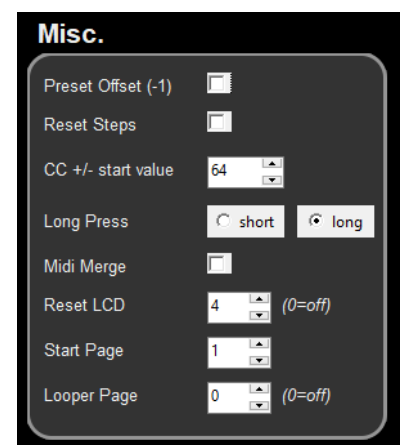 Misc.
Preset Offset (-1)
Reset Steps
CC +/- start value 64
Long Press short long
Midi Merge
Reset LCD 4 (0=off)
Start Page 1
Looper Page 0 (0=off)